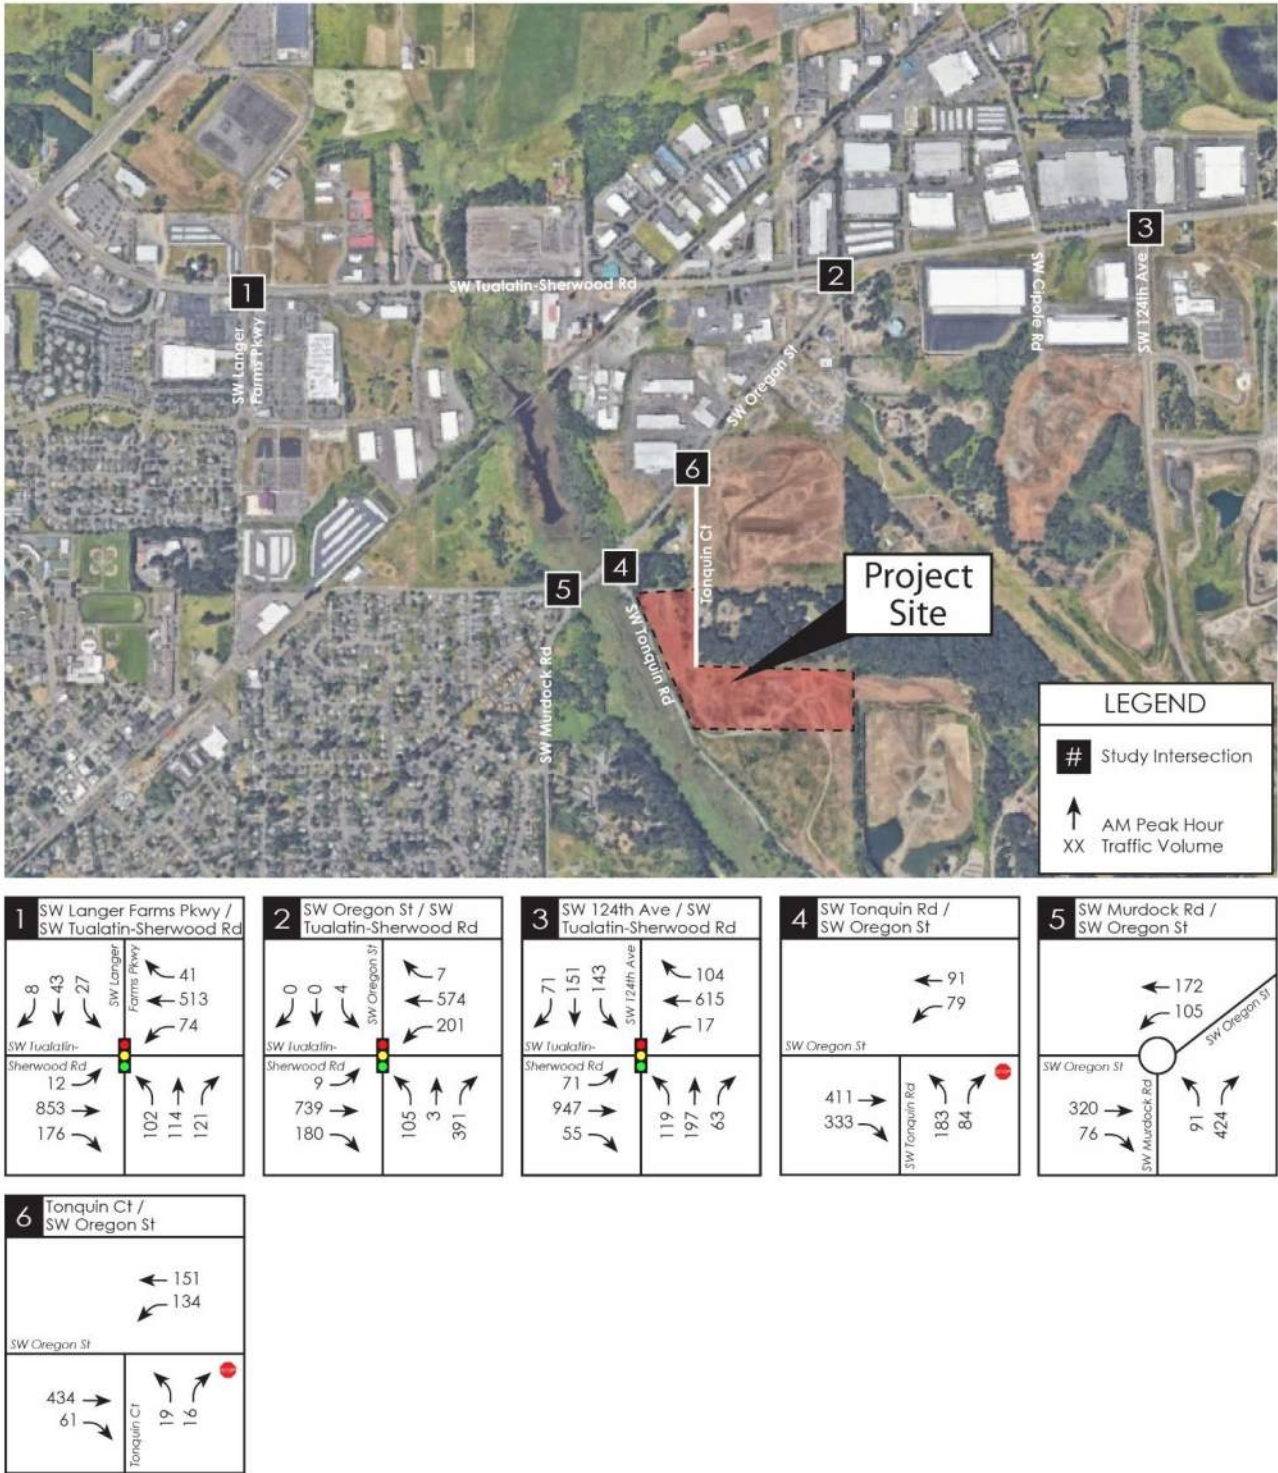 1
SW Langer
Farms Pkwy
SW Tualatin-Sherwood Rd
2
3
SW Cipole Rd
SW 124th Ave
SW Oregon St
6
Tonquin Ct
4
5
SW Tonquin Rd
SW Murdock Rd
Project
Site
LEGEND
# Study Intersection
AM Peak Hour
XX Traffic Volume
1 SW Langer Farms Pkwy /
SW Tualatin-Sherwood Rd
8 43 27
SW Langer
Farms Pkwy
41
513
74
SW Tualatin-
Sherwood Rd
12
853
176
102 114 121
2 SW Oregon St / SW
Tualatin-Sherwood Rd
0 0 4
SW Oregon St
7
574
201
SW Tualatin-
Sherwood Rd
9
739
180
105 3 391
3 SW 124th Ave / SW
Tualatin-Sherwood Rd
71 151 143
SW 124th Ave
104
615
17
SW Tualatin-
Sherwood Rd
71
947
55
119 197 63
4 SW Tonquin Rd /
SW Oregon St
91
79
SW Oregon St
411
333
SW Tonquin Rd
183 84
STOP
5 SW Murdock Rd /
SW Oregon St
172
105
SW Oregon St
SW Oregon St
320
76
SW Murdock Rd
91 424
6 Tonquin Ct /
SW Oregon St
151
134
SW Oregon St
434
61
Tonquin Ct
19 16
STOP